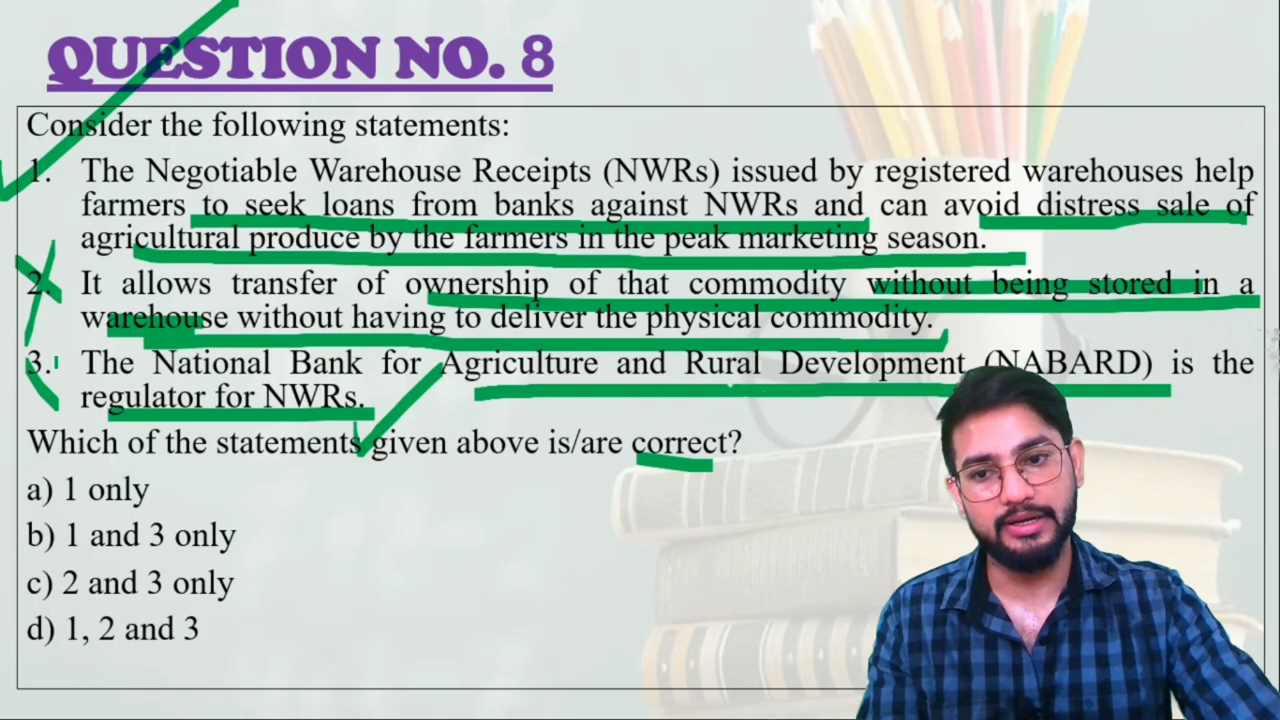 QUESTION NO. 8
Consider the following statements:
1. The Negotiable Warehouse Receipts (NWRs) issued by registered warehouses help
farmers to seek loans from banks against NWRs and can avoid distress sale of
agricultural produce by the farmers in the peak marketing season.
2. It allows transfer of ownership of that commodity without being stored in a
warehouse without having to deliver the physical commodity.
3. The National Bank for Agriculture and Rural Development (NABARD) is the
regulator for NWRs.
Which of the statements given above is/are correct?
a) 1 only
b) 1 and 3 only
c) 2 and 3 only
d) 1, 2 and 3